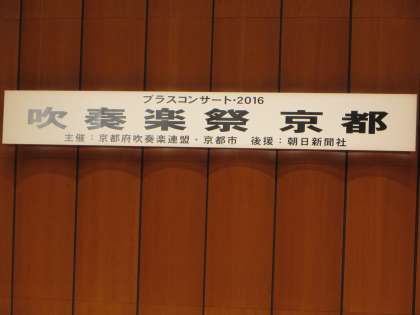 ブラスコンサート・2016
吹奏楽祭 京都
主催：京都府吹奏楽連盟・京都市 後援：朝日新聞社